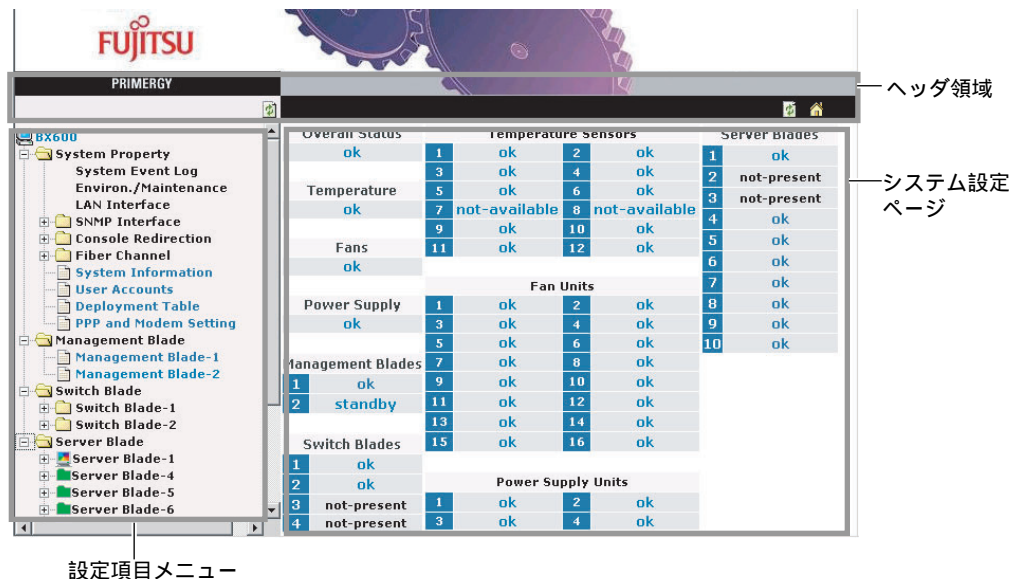 FUJITSU
PRIMERGY
ヘッダ領域
BX600
System Property
System Event Log
Environ./Maintenance
LAN Interface
SNMP Interface
Console Redirection
Fiber Channel
System Information
User Accounts
Deployment Table
PPP and Modem Setting
Management Blade
Management Blade-1
Management Blade-2
Switch Blade
Switch Blade-1
Switch Blade-2
Server Blade
Server Blade-1
Server Blade-4
Server Blade-5
Server Blade-6
設定項目メニュー
Overall Status
ok
Temperature
ok
Fans
ok
Power Supply
ok
Management Blades
1 ok
2 standby
Switch Blades
1 ok
2 ok
3 not-present
4 not-present
Temperature Sensors
1 ok 2 ok
3 ok 4 ok
5 ok 6 ok
7 not-available 8 not-available
9 ok 10 ok
11 ok 12 ok
Fan Units
1 ok 2 ok
3 ok 4 ok
5 ok 6 ok
7 ok 8 ok
9 ok 10 ok
11 ok 12 ok
13 ok 14 ok
15 ok 16 ok
Power Supply Units
1 ok 2 ok
3 ok 4 ok
Server Blades
1 ok
2 not-present
3 not-present
4 ok
5 ok
6 ok
7 ok
8 ok
9 ok
10 ok
システム設定
ページ